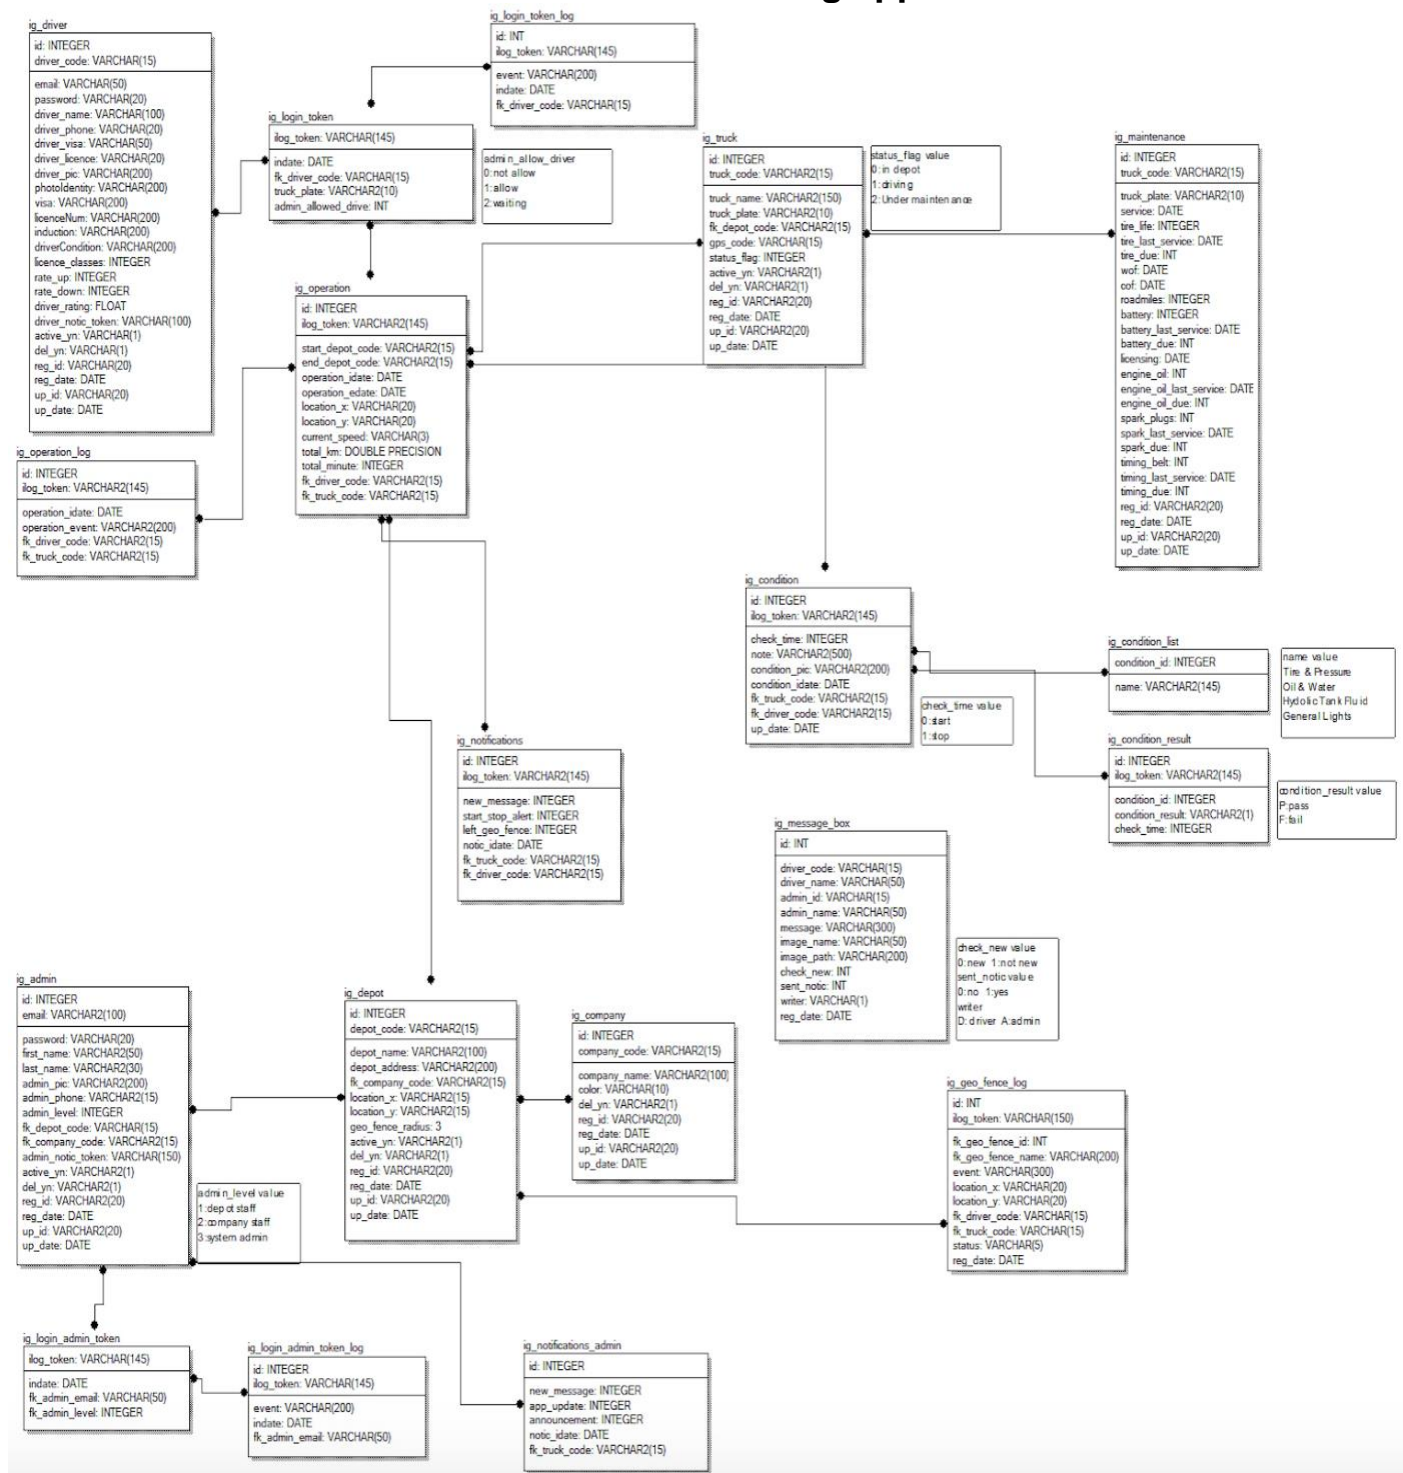 ig_driver
id: INTEGER
driver_code: VARCHAR(15)
email: VARCHAR(50)
password: VARCHAR(20)
driver_name: VARCHAR(100)
driver_phone: VARCHAR(20)
driver_visa: VARCHAR(50)
driver_licence: VARCHAR(20)
driver_pic: VARCHAR(200)
photoIdentity: VARCHAR(200)
visa: VARCHAR(200)
licenceNum: VARCHAR(200)
induction: VARCHAR(200)
driverCondition: VARCHAR(200)
licence_classes: INTEGER
rate_up: INTEGER
rate_down: INTEGER
driver_rating: FLOAT
driver_notic_token: VARCHAR(100)
active_yn: VARCHAR(1)
del_yn: VARCHAR(1)
reg_id: VARCHAR(20)
reg_date: DATE
up_id: VARCHAR(20)
up_date: DATE
ig_login_token_log
id: INT
ilog_token: VARCHAR(145)
event: VARCHAR(200)
indate: DATE
fk_driver_code: VARCHAR(15)
ig_login_token
ilog_token: VARCHAR(145)
indate: DATE
fk_driver_code: VARCHAR(15)
truck_plate: VARCHAR2(10)
admin_allowed_drive: INT
admin_allow_driver
0: not allow
1: allow
2: waiting
ig_truck
id: INTEGER
truck_code: VARCHAR2(15)
truck_name: VARCHAR2(150)
truck_plate: VARCHAR2(10)
fk_depot_code: VARCHAR2(15)
gps_code: VARCHAR(15)
status_flag: INTEGER
active_yn: VARCHAR2(1)
del_yn: VARCHAR2(1)
reg_id: VARCHAR2(20)
reg_date: DATE
up_id: VARCHAR2(20)
up_date: DATE
status_flag value
0: in depot
1: driving
2: Under maintenance
ig_maintenance
id: INTEGER
truck_code: VARCHAR2(15)
truck_plate: VARCHAR2(10)
service: DATE
tire_life: INTEGER
tire_last_service: DATE
tire_due: INT
wof: DATE
cof: DATE
roadmiles: INTEGER
battery: INTEGER
battery_last_service: DATE
battery_due: INT
licensing: DATE
engine_oil: INT
engine_oil_last_service: DATE
engine_oil_due: INT
spark_plugs: INT
spark_last_service: DATE
spark_due: INT
timing_belt: INT
timing_last_service: DATE
timing_due: INT
reg_id: VARCHAR2(20)
reg_date: DATE
up_id: VARCHAR2(20)
up_date: DATE
ig_operation
id: INTEGER
ilog_token: VARCHAR2(145)
start_depot_code: VARCHAR2(15)
end_depot_code: VARCHAR2(15)
operation_idate: DATE
operation_edate: DATE
location_x: VARCHAR(20)
location_y: VARCHAR(20)
current_speed: VARCHAR(3)
total_km: DOUBLE PRECISION
total_minute: INTEGER
fk_driver_code: VARCHAR2(15)
fk_truck_code: VARCHAR2(15)
ig_operation_log
id: INTEGER
ilog_token: VARCHAR2(145)
operation_idate: DATE
operation_event: VARCHAR2(200)
fk_driver_code: VARCHAR2(15)
fk_truck_code: VARCHAR2(15)
ig_condition
id: INTEGER
ilog_token: VARCHAR2(145)
check_time: INTEGER
note: VARCHAR2(500)
condition_pic: VARCHAR2(200)
condition_idate: DATE
fk_truck_code: VARCHAR2(15)
fk_driver_code: VARCHAR2(15)
up_date: DATE
check_time value
0: start
1: stop
ig_condition_list
condition_id: INTEGER
name: VARCHAR2(145)
name value
Tire & Pressure
Oil & Water
Hydolic Tank Fluid
General Lights
ig_condition_result
id: INTEGER
ilog_token: VARCHAR2(145)
condition_id: INTEGER
condition_result: VARCHAR2(1)
check_time: INTEGER
condition_result value
P: pass
F: fail
ig_notifications
id: INTEGER
ilog_token: VARCHAR2(145)
new_message: INTEGER
start_stop_alert: INTEGER
left_geo_fence: INTEGER
notic_idate: DATE
fk_truck_code: VARCHAR2(15)
fk_driver_code: VARCHAR2(15)
ig_message_box
id: INT
driver_code: VARCHAR(15)
driver_name: VARCHAR(50)
admin_id: VARCHAR(15)
admin_name: VARCHAR(50)
message: VARCHAR(300)
image_name: VARCHAR(50)
image_path: VARCHAR(200)
check_new: INT
sent_notic: INT
writer: VARCHAR(1)
reg_date: DATE
check_new value
0: new 1: not new
sent_notic value
0: no 1: yes
writer
D: driver A: admin
ig_admin
id: INTEGER
email: VARCHAR2(100)
password: VARCHAR(20)
first_name: VARCHAR2(50)
last_name: VARCHAR2(30)
admin_pic: VARCHAR2(200)
admin_phone: VARCHAR2(15)
admin_level: INTEGER
fk_depot_code: VARCHAR(15)
fk_company_code: VARCHAR2(15)
admin_notic_token: VARCHAR(150)
active_yn: VARCHAR2(1)
del_yn: VARCHAR2(1)
reg_id: VARCHAR2(20)
reg_date: DATE
up_id: VARCHAR2(20)
up_date: DATE
admin_level value
1: depot staff
2: company staff
3: system admin
ig_depot
id: INTEGER
depot_code: VARCHAR2(15)
depot_name: VARCHAR2(100)
depot_address: VARCHAR2(200)
fk_company_code: VARCHAR2(15)
location_x: VARCHAR2(15)
location_y: VARCHAR2(15)
geo_fence_radius: 3
active_yn: VARCHAR2(1)
del_yn: VARCHAR2(1)
reg_id: VARCHAR2(20)
reg_date: DATE
up_id: VARCHAR2(20)
up_date: DATE
ig_company
id: INTEGER
company_code: VARCHAR2(15)
company_name: VARCHAR2(100)
color: VARCHAR(10)
del_yn: VARCHAR2(1)
reg_id: VARCHAR2(20)
reg_date: DATE
up_id: VARCHAR2(20)
up_date: DATE
ig_geo_fence_log
id: INT
ilog_token: VARCHAR(150)
fk_geo_fence_id: INT
fk_geo_fence_name: VARCHAR(200)
event: VARCHAR(300)
location_x: VARCHAR(20)
location_y: VARCHAR(20)
fk_driver_code: VARCHAR(15)
fk_truck_code: VARCHAR(15)
status: VARCHAR(5)
reg_date: DATE
ig_login_admin_token
ilog_token: VARCHAR(145)
indate: DATE
fk_admin_email: VARCHAR(50)
fk_admin_level: INTEGER
ig_login_admin_token_log
id: INTEGER
ilog_token: VARCHAR(145)
event: VARCHAR(200)
indate: DATE
fk_admin_email: VARCHAR(50)
ig_notifications_admin
id: INTEGER
new_message: INTEGER
app_update: INTEGER
announcement: INTEGER
notic_idate: DATE
fk_truck_code: VARCHAR2(15)